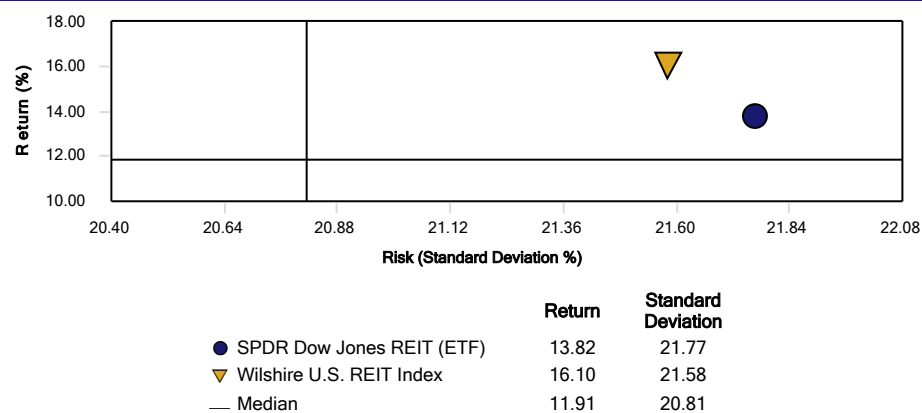 18.00
16.00
14.00
12.00
10.00
Return (%)
20.40 20.64 20.88 21.12 21.36 21.60 21.84 22.08
Risk (Standard Deviation %)
Return Standard Deviation
SPDR Dow Jones REIT (ETF) 13.82 21.77
Wilshire U.S. REIT Index 16.10 21.58
Median 11.91 20.81